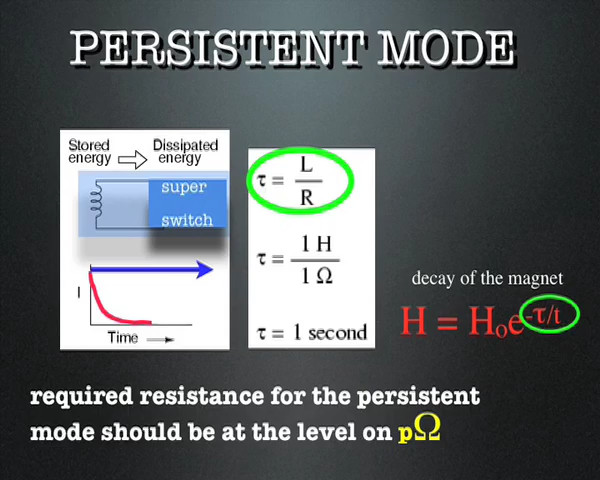 PERSISTENT MODE
Stored energy
Dissipated energy
super
switch
I
Time
τ = L/R
τ = 1 H/1 Ω
τ = 1 second
decay of the magnet
H = H₀e^-τ/t
required resistance for the persistent
mode should be at the level on pΩ